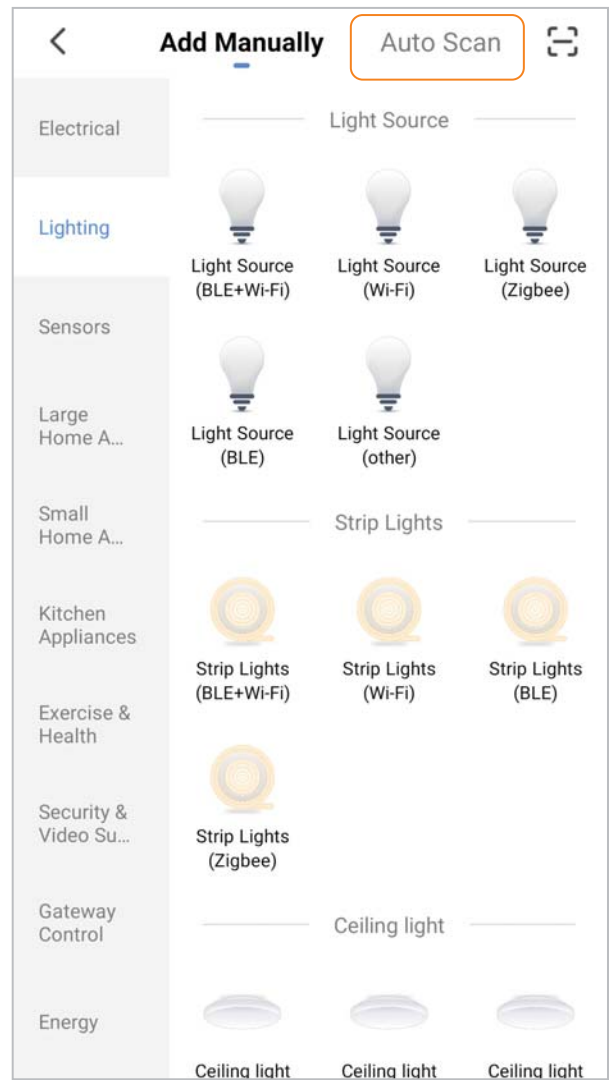 Add Manually
Auto Scan
Electrical
Lighting
Sensors
Large
Home A...
Small
Home A...
Kitchen
Appliances
Exercise &
Health
Security &
Video Su...
Gateway
Control
Energy
Light Source
Light Source
(BLE+Wi-Fi)
Light Source
(Wi-Fi)
Light Source
(Zigbee)
Light Source
(BLE)
Light Source
(other)
Strip Lights
Strip Lights
(BLE+Wi-Fi)
Strip Lights
(Wi-Fi)
Strip Lights
(BLE)
Strip Lights
(Zigbee)
Ceiling light
Ceiling light
Ceiling light
Ceiling light